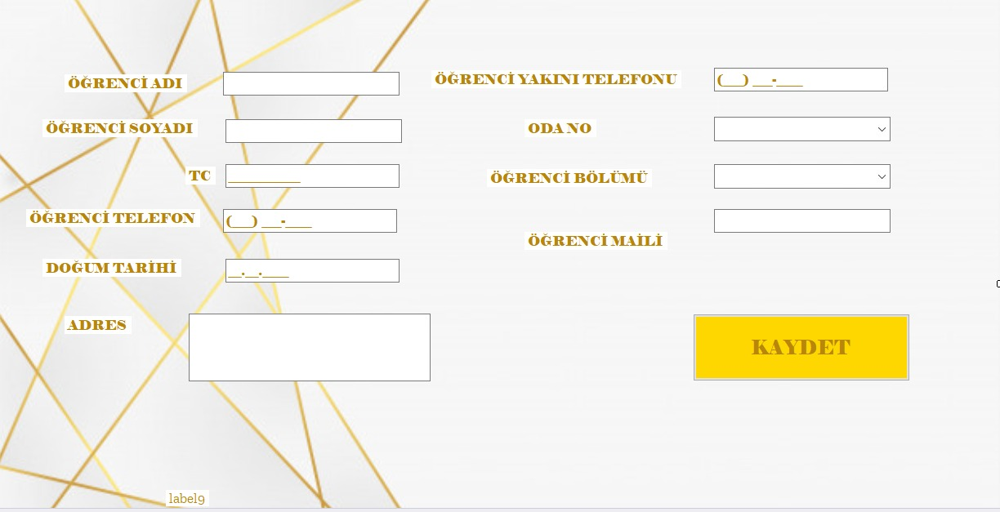 ÖĞRENCİ ADI
ÖĞRENCİ SOYADI
TC
___________
ÖĞRENCİ TELEFON
(___) ___-____
DOĞUM TARİHİ
__.__.____
ADRES
ÖĞRENCİ YAKINI TELEFONU
(___) ___-____
ODA NO
ÖĞRENCİ BÖLÜMÜ
ÖĞRENCİ MAİLİ
KAYDET
label9